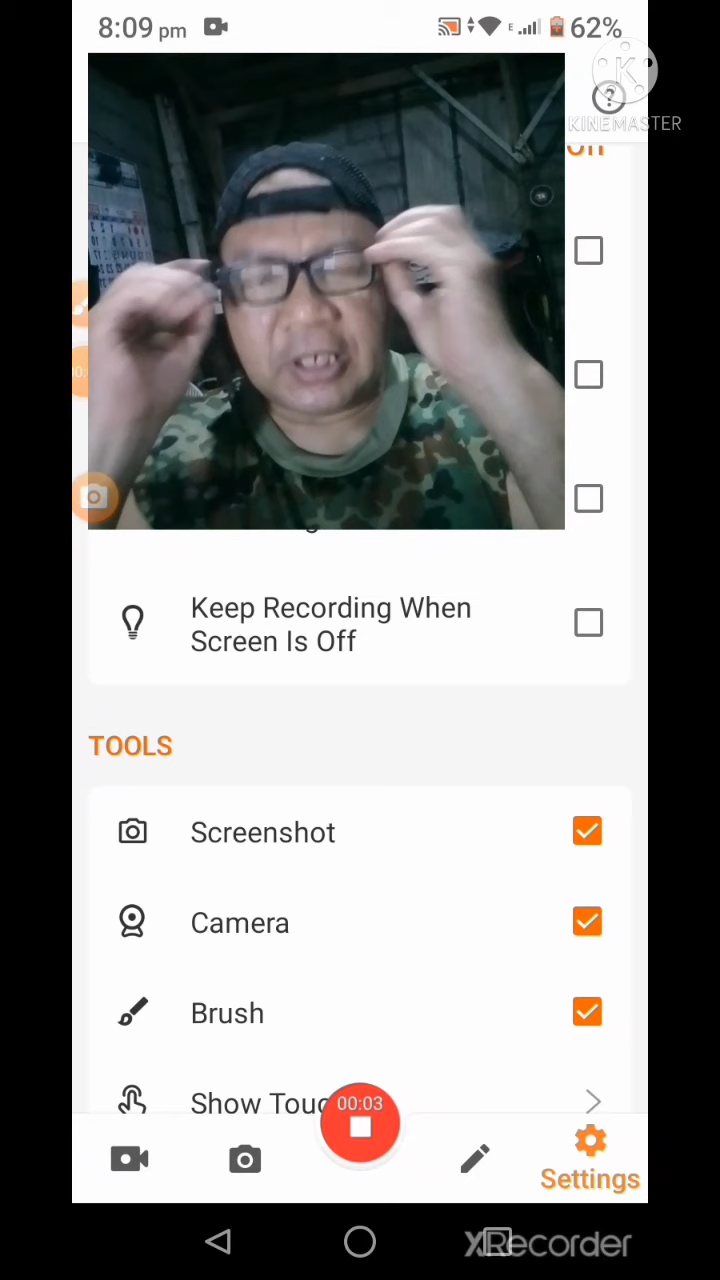 8:09 pm
E
62%
KINEMASTER
Keep Recording When
Screen Is Off
TOOLS
Screenshot
Camera
Brush
00:03
Settings
XRecorder